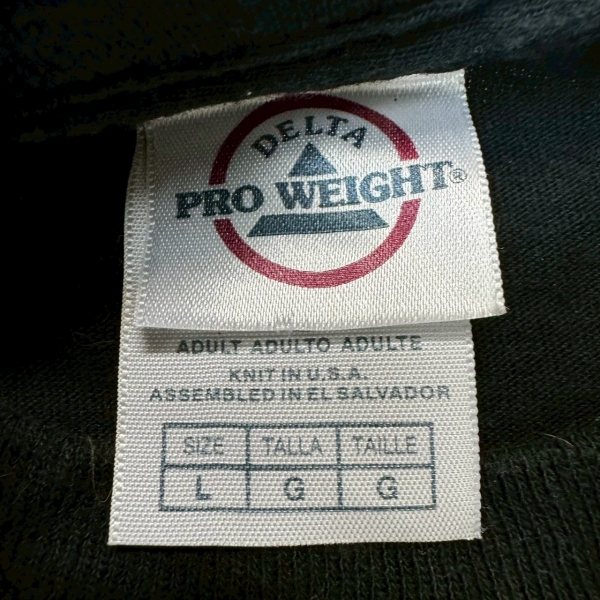 DELTA
PRO WEIGHT®
ADULT ADULTO ADULTE
KNIT IN U.S.A.
ASSEMBLED IN EL SALVADOR
SIZE TALLA TAILLE
L G G